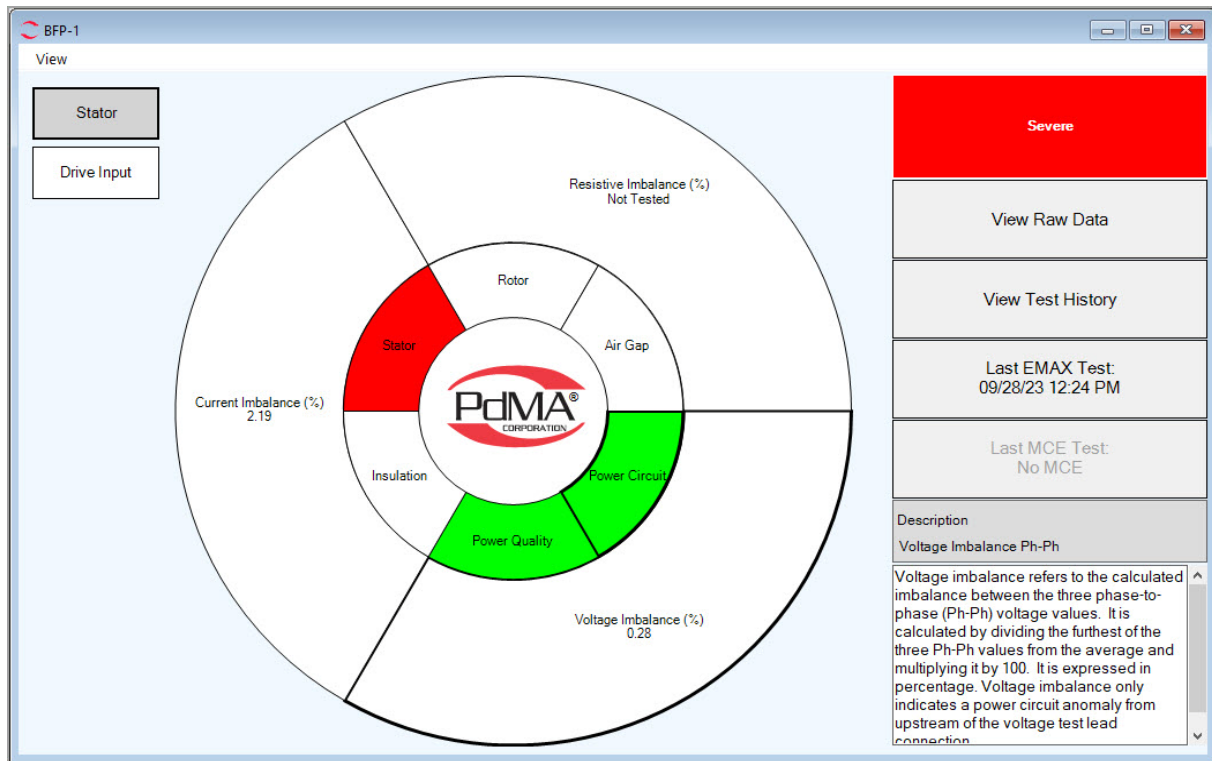 BFP-1
View
Stator
Drive Input
Resistive Imbalance (%)
Not Tested
Current Imbalance (%)
2.19
Rotor
Air Gap
Stator
Insulation
Power Circuit
Power Quality
PdMA®
CORPORATION
Voltage Imbalance (%)
0.28
Severe
View Raw Data
View Test History
Last EMAX Test:
09/28/23 12:24 PM
Last MCE Test:
No MCE
Description
Voltage Imbalance Ph-Ph
Voltage imbalance refers to the calculated
imbalance between the three phase-to-
phase (Ph-Ph) voltage values. It is
calculated by dividing the furthest of the
three Ph-Ph values from the average and
multiplying it by 100. It is expressed in
percentage. Voltage imbalance only
indicates a power circuit anomaly from
upstream of the voltage test lead
connection